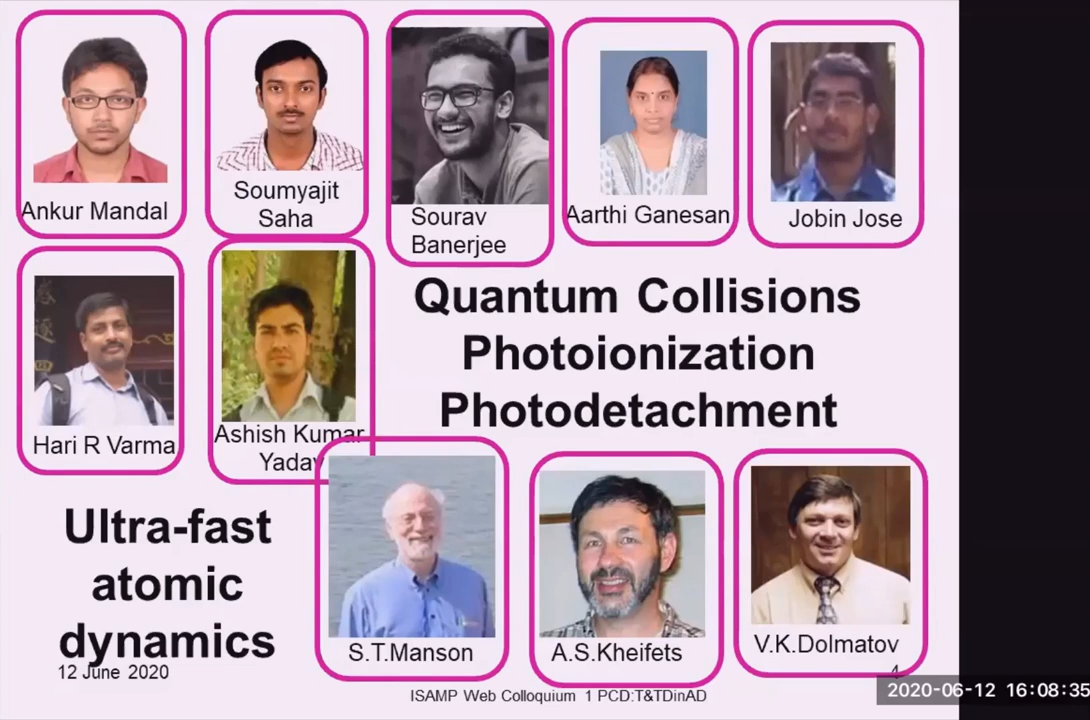 Ankur Mandal
Soumyajit
Saha
Sourav
Banerjee
Aarthi Ganesan
Jobin Jose
Hari R Varma
Ashish Kumar
Yadav
Quantum Collisions
Photoionization
Photodetachment
Ultra-fast
atomic
dynamics
S.T.Manson
A.S.Kheifets
V.K.Dolmatov
12 June 2020
ISAMP Web Colloquium 1 PCD:T&TDinAD
4
2020-06-12 16:08:35